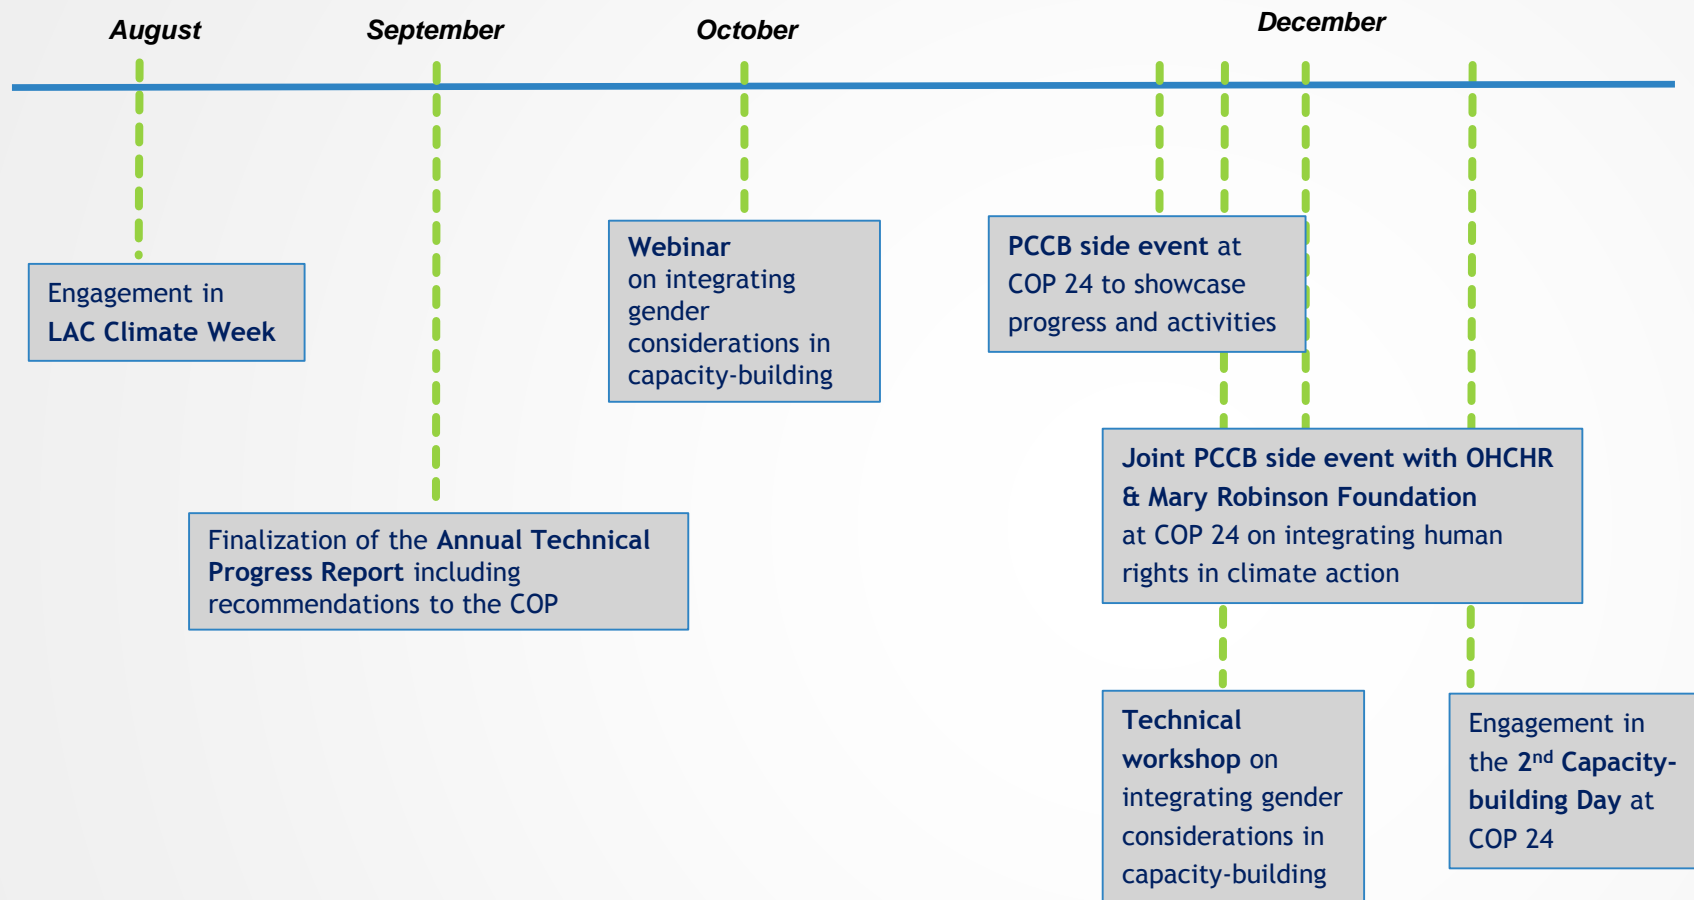 August
September
October
December
Engagement in
LAC Climate Week
Finalization of the Annual Technical
Progress Report including
recommendations to the COP
Webinar
on integrating
gender
considerations in
capacity-building
PCCB side event at
COP 24 to showcase
progress and activities
Joint PCCB side event with OHCHR
& Mary Robinson Foundation
at COP 24 on integrating human
rights in climate action
Technical
workshop on
integrating gender
considerations in
capacity-building
Engagement in
the 2nd Capacity-
building Day at
COP 24